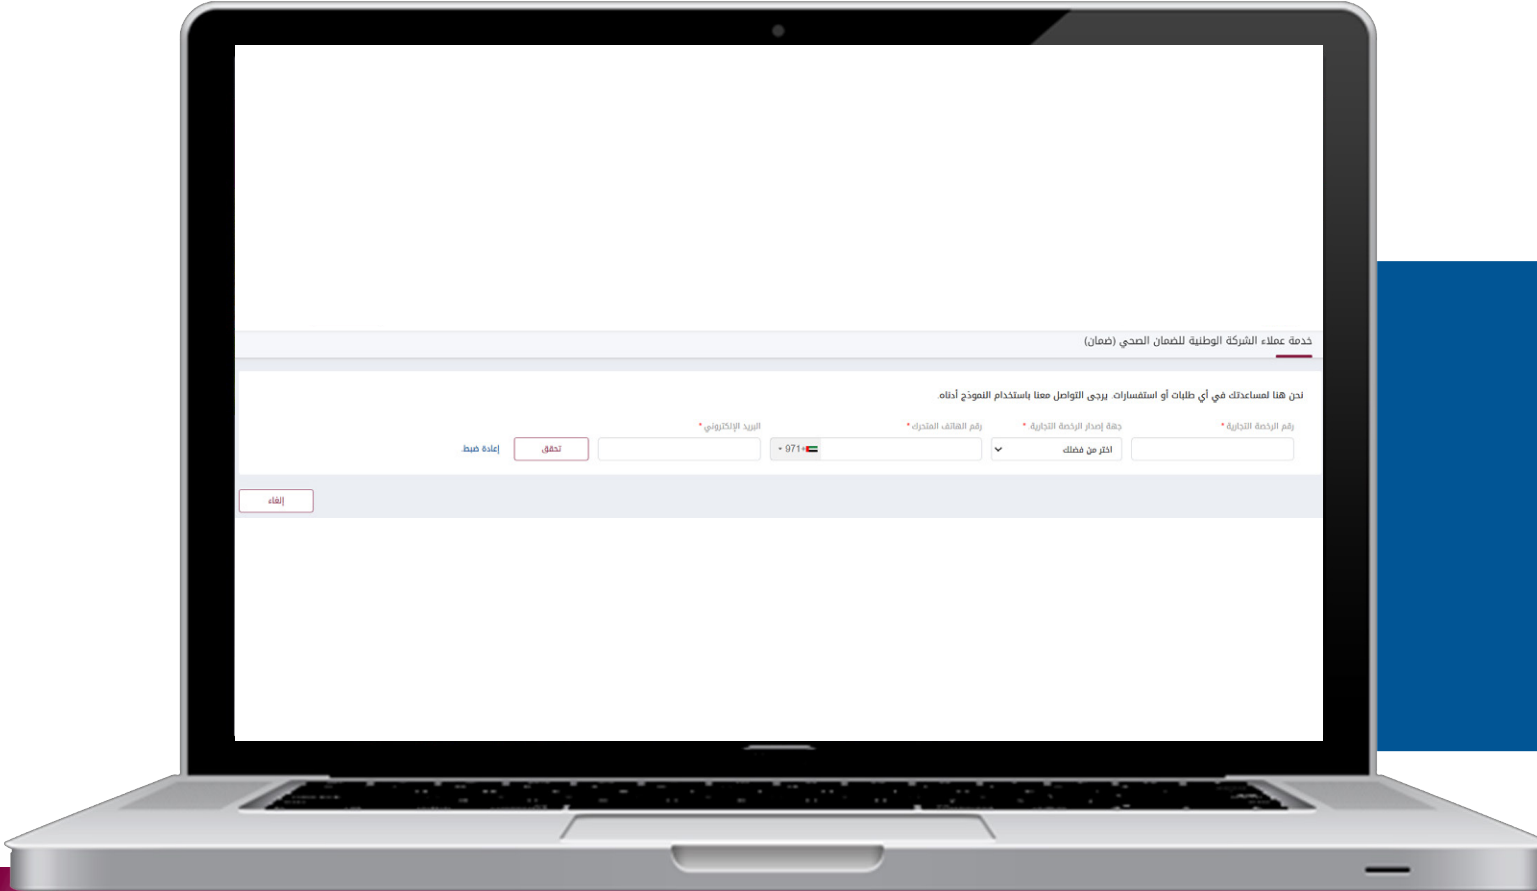 خدمة عملاء الشركة الوطنية للضمان الصحي (ضمان)
نحن هنا لمساعدتك في أي طلبات أو استفسارات. يرجى التواصل معنا باستخدام النموذج أدناه.
رقم الرخصة التجارية * جهة إصدار الرخصة التجارية * رقم الهاتف المتحرك * البريد الإلكتروني *
اختر من فضلك +971 تحقق إعادة ضبط
إلغاء